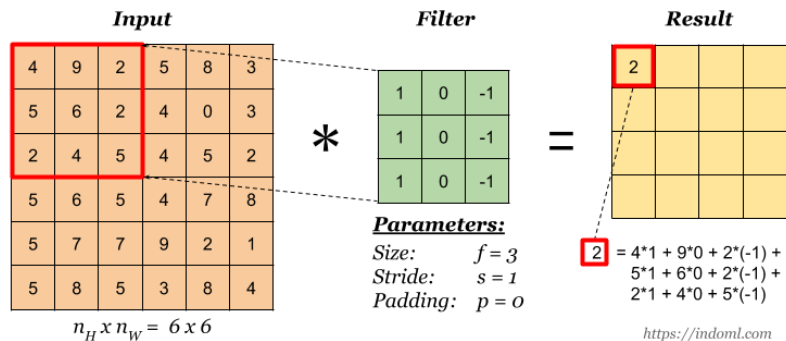 Input Filter Result
4 9 2 5 8 3
5 6 2 4 0 3
2 4 5 4 5 2
5 6 5 4 7 8
5 7 7 9 2 1
5 8 5 3 8 4
n_H x n_W = 6 x 6
*
1 0 -1
1 0 -1
1 0 -1
Parameters:
Size: f = 3
Stride: s = 1
Padding: p = 0
=
2
2 = 4*1 + 9*0 + 2*(-1) +
5*1 + 6*0 + 2*(-1) +
2*1 + 4*0 + 5*(-1)
https://indoml.com